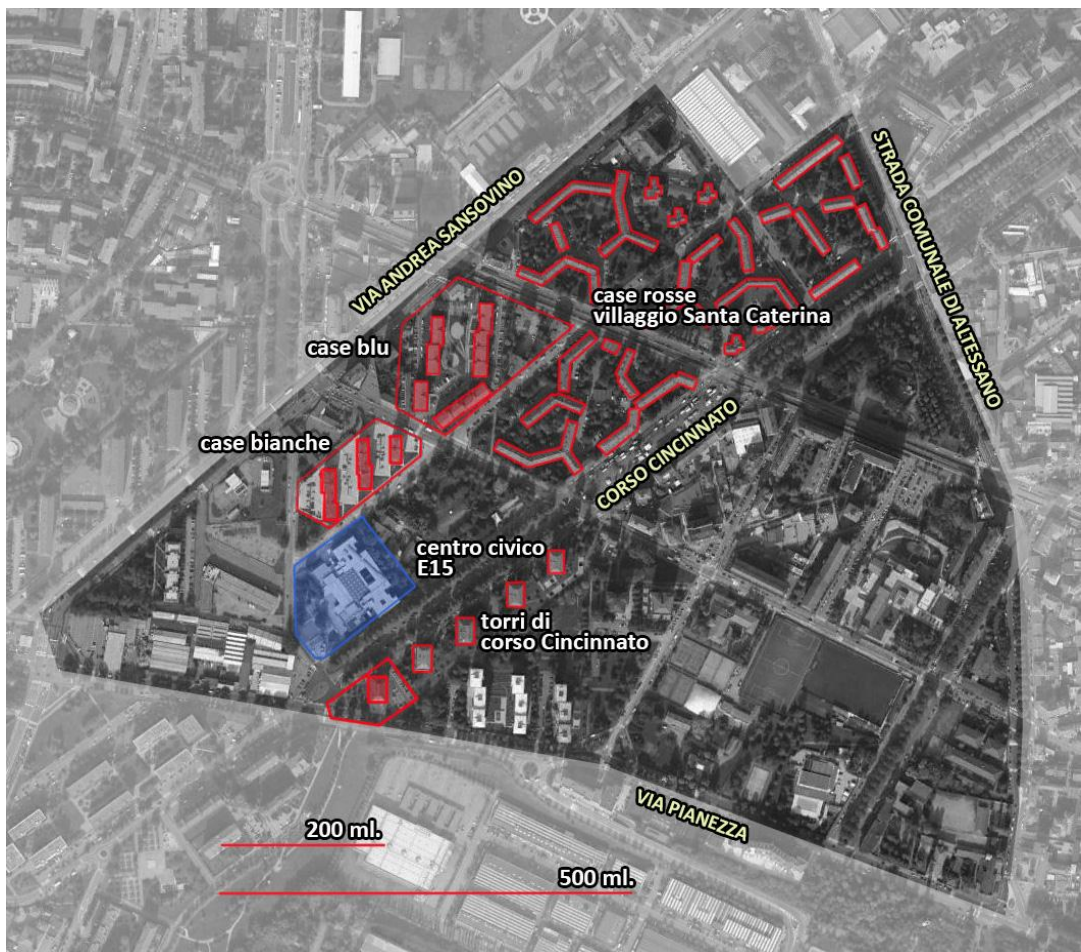 VIA ANDREA SANSOVINO
STRADA COMUNALE DI ALTESSANO
case rosse
villaggio Santa Caterina
case blu
case bianche
CORSO CINCINNATO
centro civico
E15
torri di
corso Cincinnato
VIA PIANEZZA
200 ml.
500 ml.